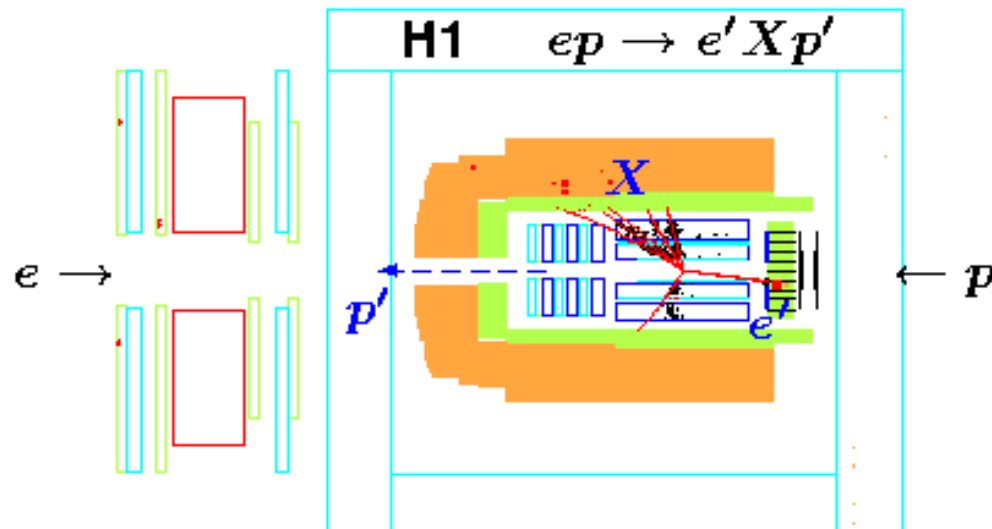 H1 ep → e′Xp′
X
e →
← p
p′
e′